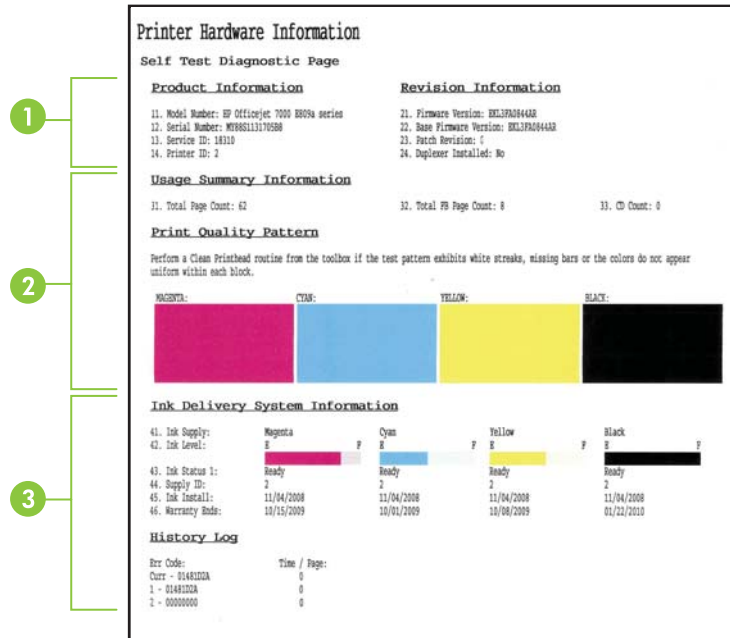 Printer Hardware Information
Self Test Diagnostic Page
1
Product Information Revision Information
11. Model Number: HP Officejet 7000 E809a series 21. Firmware Version: EXL3FA0844AR
12. Serial Number: MY88S1131705B8 22. Base Firmware Version: EXL3FA0844AR
13. Service ID: 18310 23. Patch Revision: 0
14. Printer ID: 2 24. Duplexer Installed: No
2
Usage Summary Information
31. Total Page Count: 62 32. Total FB Page Count: 8 33. CD Count: 0
Print Quality Pattern
Perform a Clean Printhead routine from the toolbox if the test pattern exhibits white streaks, missing bars or the colors do not appear
uniform within each block.
MAGENTA: CYAN: YELLOW: BLACK:
3
Ink Delivery System Information
41. Ink Supply: Magenta Cyan Yellow Black
42. Ink Level: E F E F E F E F
43. Ink Status 1: Ready Ready Ready Ready
44. Supply ID: 2 2 2 2
45. Ink Install: 11/04/2008 11/04/2008 11/04/2008 11/04/2008
46. Warranty Ends: 10/15/2009 10/01/2009 10/08/2009 01/22/2010
History Log
Err Code: Time / Page:
Curr - 01481D2A 0
1 - 01481D2A 0
2 - 00000000 0